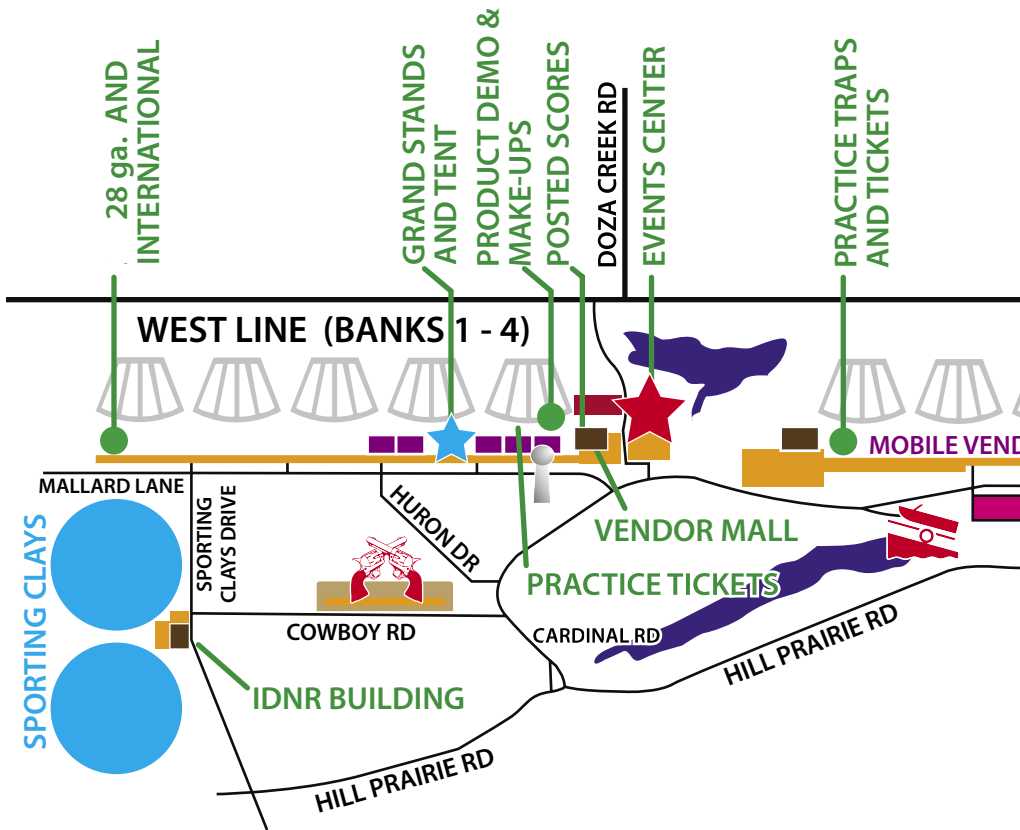 28 ga. AND
INTERNATIONAL
GRAND STANDS
AND TENT
PRODUCT DEMO &
MAKE-UPS
POSTED SCORES
DOZA CREEK RD
EVENTS CENTER
PRACTICE TRAPS
AND TICKETS
WEST LINE (BANKS 1 - 4)
MOBILE VEND
MALLARD LANE
SPORTING CLAYS
SPORTING
CLAYS DRIVE
HURON DR
VENDOR MALL
PRACTICE TICKETS
COWBOY RD
CARDINAL RD
HILL PRAIRIE RD
IDNR BUILDING
HILL PRAIRIE RD